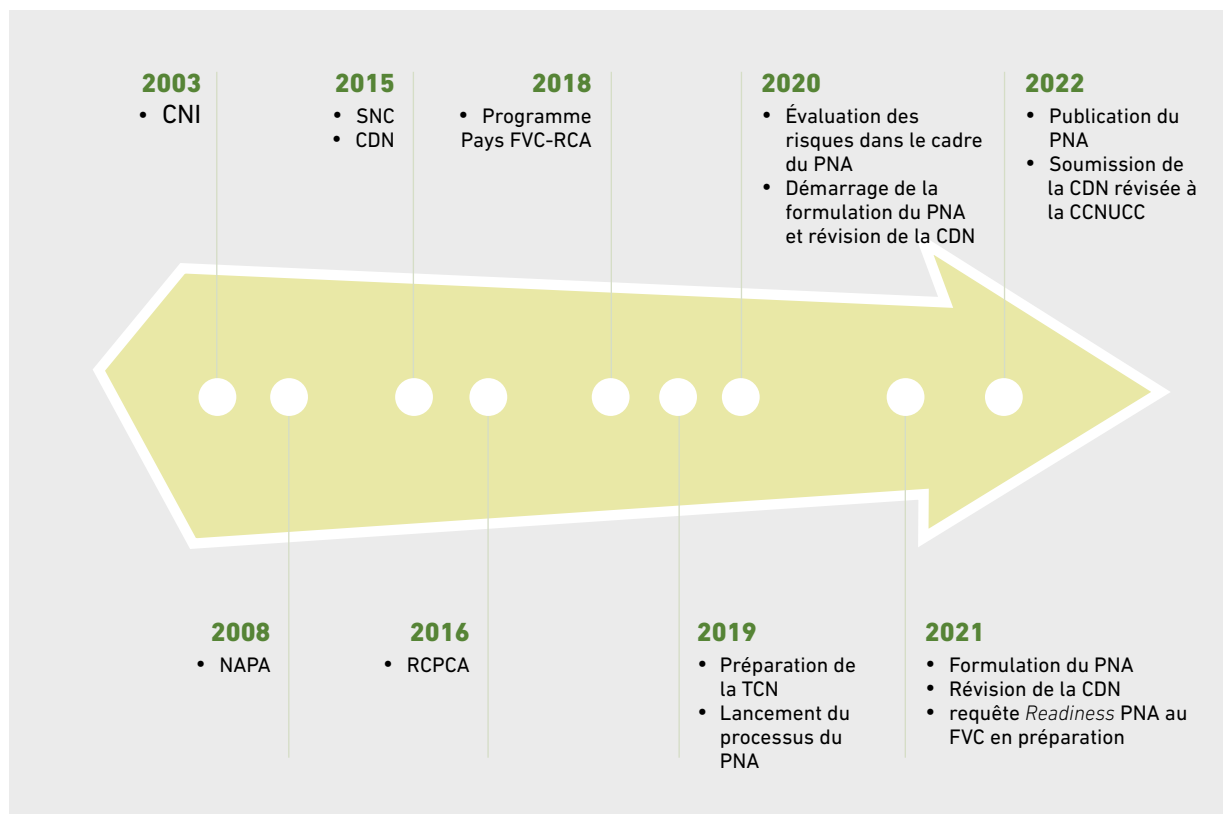 2003
• CNI
2015
• SNC
• CDN
2018
• Programme
Pays FVC-RCA
2020
• Évaluation des
risques dans le cadre
du PNA
• Démarrage de la
formulation du PNA
et révision de la CDN
2022
• Publication du
PNA
• Soumission de
la CDN révisée à
la CCNUCC
2008
• NAPA
2016
• RCPCA
2019
• Préparation de
la TCN
• Lancement du
processus du
PNA
2021
• Formulation du PNA
• Révision de la CDN
• requête Readiness PNA au
FVC en préparation